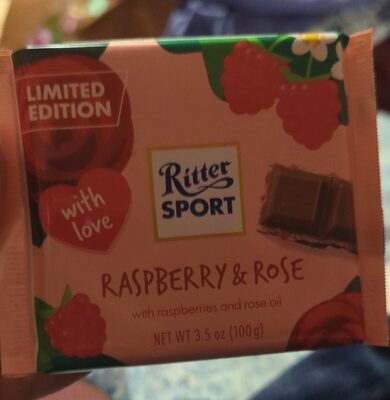 LIMITED
EDITION
with
love
Ritter
SPORT
RASPBERRY & ROSE
with raspberries and rose oil
NET WT 3.5 oz (100g)